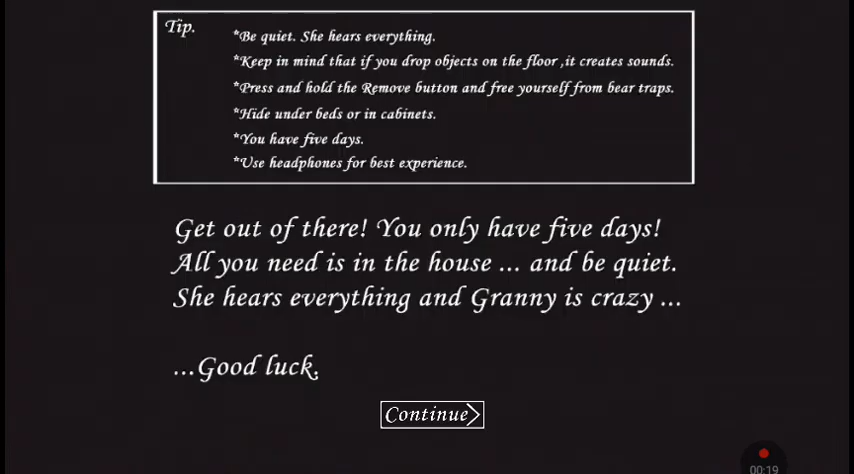 Tip.
*Be quiet. She hears everything.
*Keep in mind that if you drop objects on the floor ,it creates sounds.
*Press and hold the Remove button and free yourself from bear traps.
*Hide under beds or in cabinets.
*You have five days.
*Use headphones for best experience.
Get out of there! You only have five days!
All you need is in the house ... and be quiet.
She hears everything and Granny is crazy ...
...Good luck.
Continue>
00:19